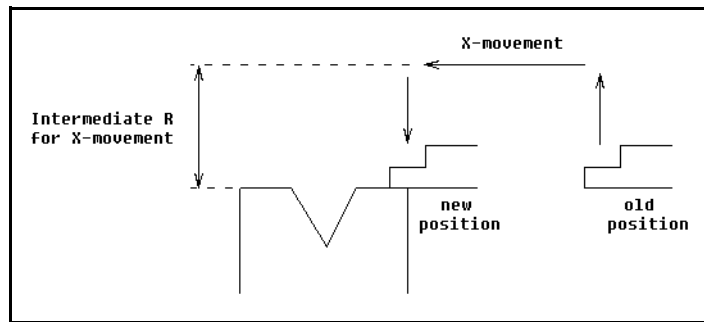 X-movement
Intermediate R
for X-movement
new
position
old
position